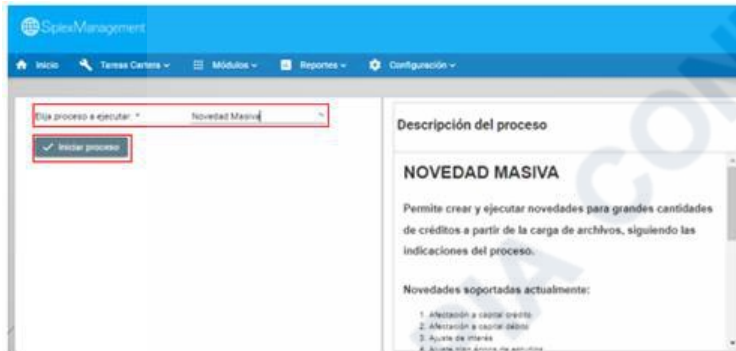 SiplexManagement
Inicio Tareas Cartera Módulos Reportes Configuración
Elija proceso a ejecutar: * Novedad Masiva
Iniciar proceso
Descripción del proceso
NOVEDAD MASIVA
Permite crear y ejecutar novedades para grandes cantidades
de créditos a partir de la carga de archivos, siguiendo las
indicaciones del proceso.
Novedades soportadas actualmente:
1. Afectación a capital crédito
2. Afectación a capital débito
3. Ajuste de interés